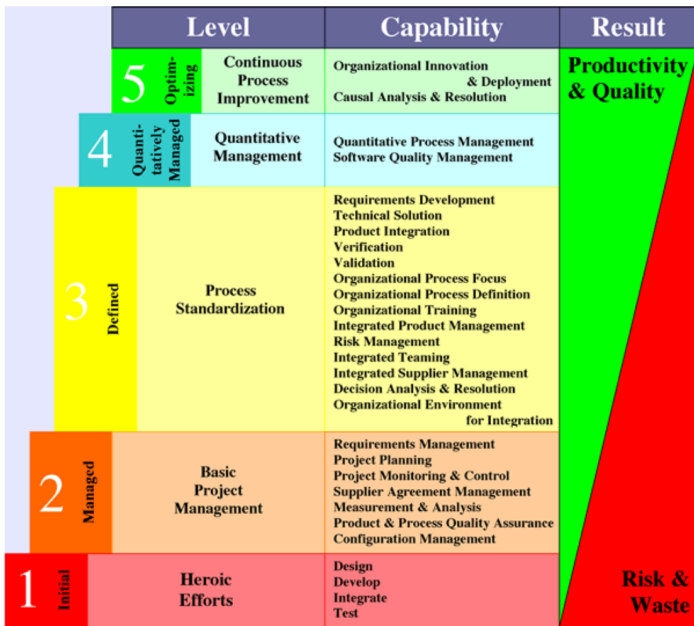 Level
Capability
Result
5
Optim-
izing
Continuous
Process
Improvement
Organizational Innovation
& Deployment
Causal Analysis & Resolution
Productivity
& Quality
4
Quanti-
tatively
Managed
Quantitative
Management
Quantitative Process Management
Software Quality Management
3
Defined
Process
Standardization
Requirements Development
Technical Solution
Product Integration
Verification
Validation
Organizational Process Focus
Organizational Process Definition
Organizational Training
Integrated Product Management
Risk Management
Integrated Teaming
Integrated Supplier Management
Decision Analysis & Resolution
Organizational Environment
for Integration
2
Managed
Basic
Project
Management
Requirements Management
Project Planning
Project Monitoring & Control
Supplier Agreement Management
Measurement & Analysis
Product & Process Quality Assurance
Configuration Management
1
Initial
Heroic
Efforts
Design
Develop
Integrate
Test
Risk &
Waste